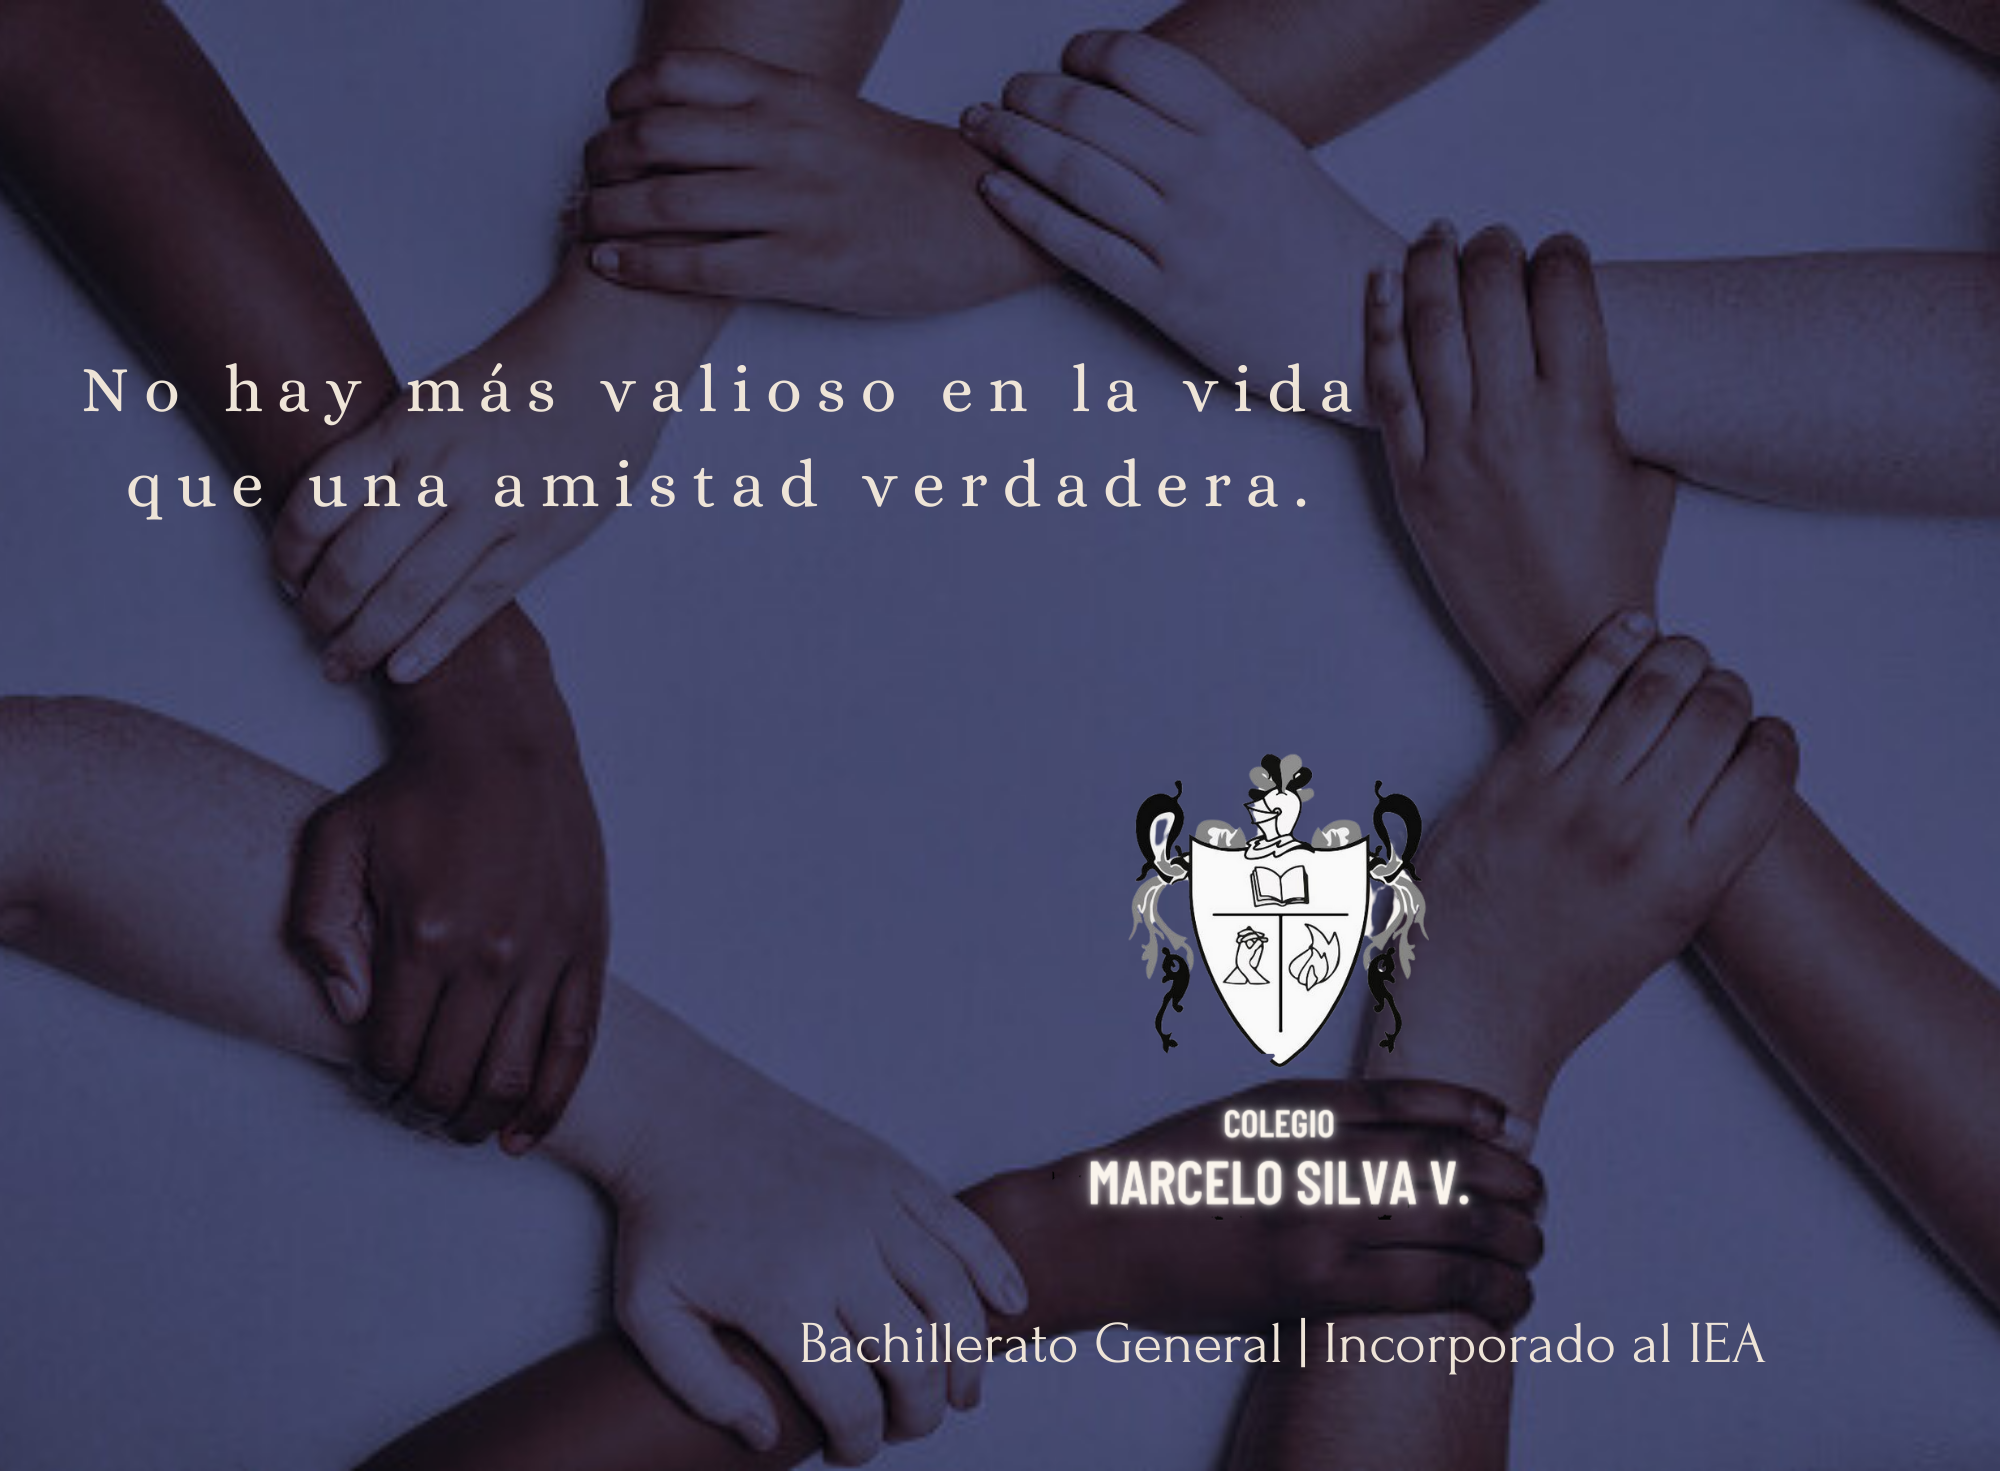 No hay más valioso en la vida
que una amistad verdadera.
COLEGIO
MARCELO SILVA V.
Bachillerato General | Incorporado al IEA